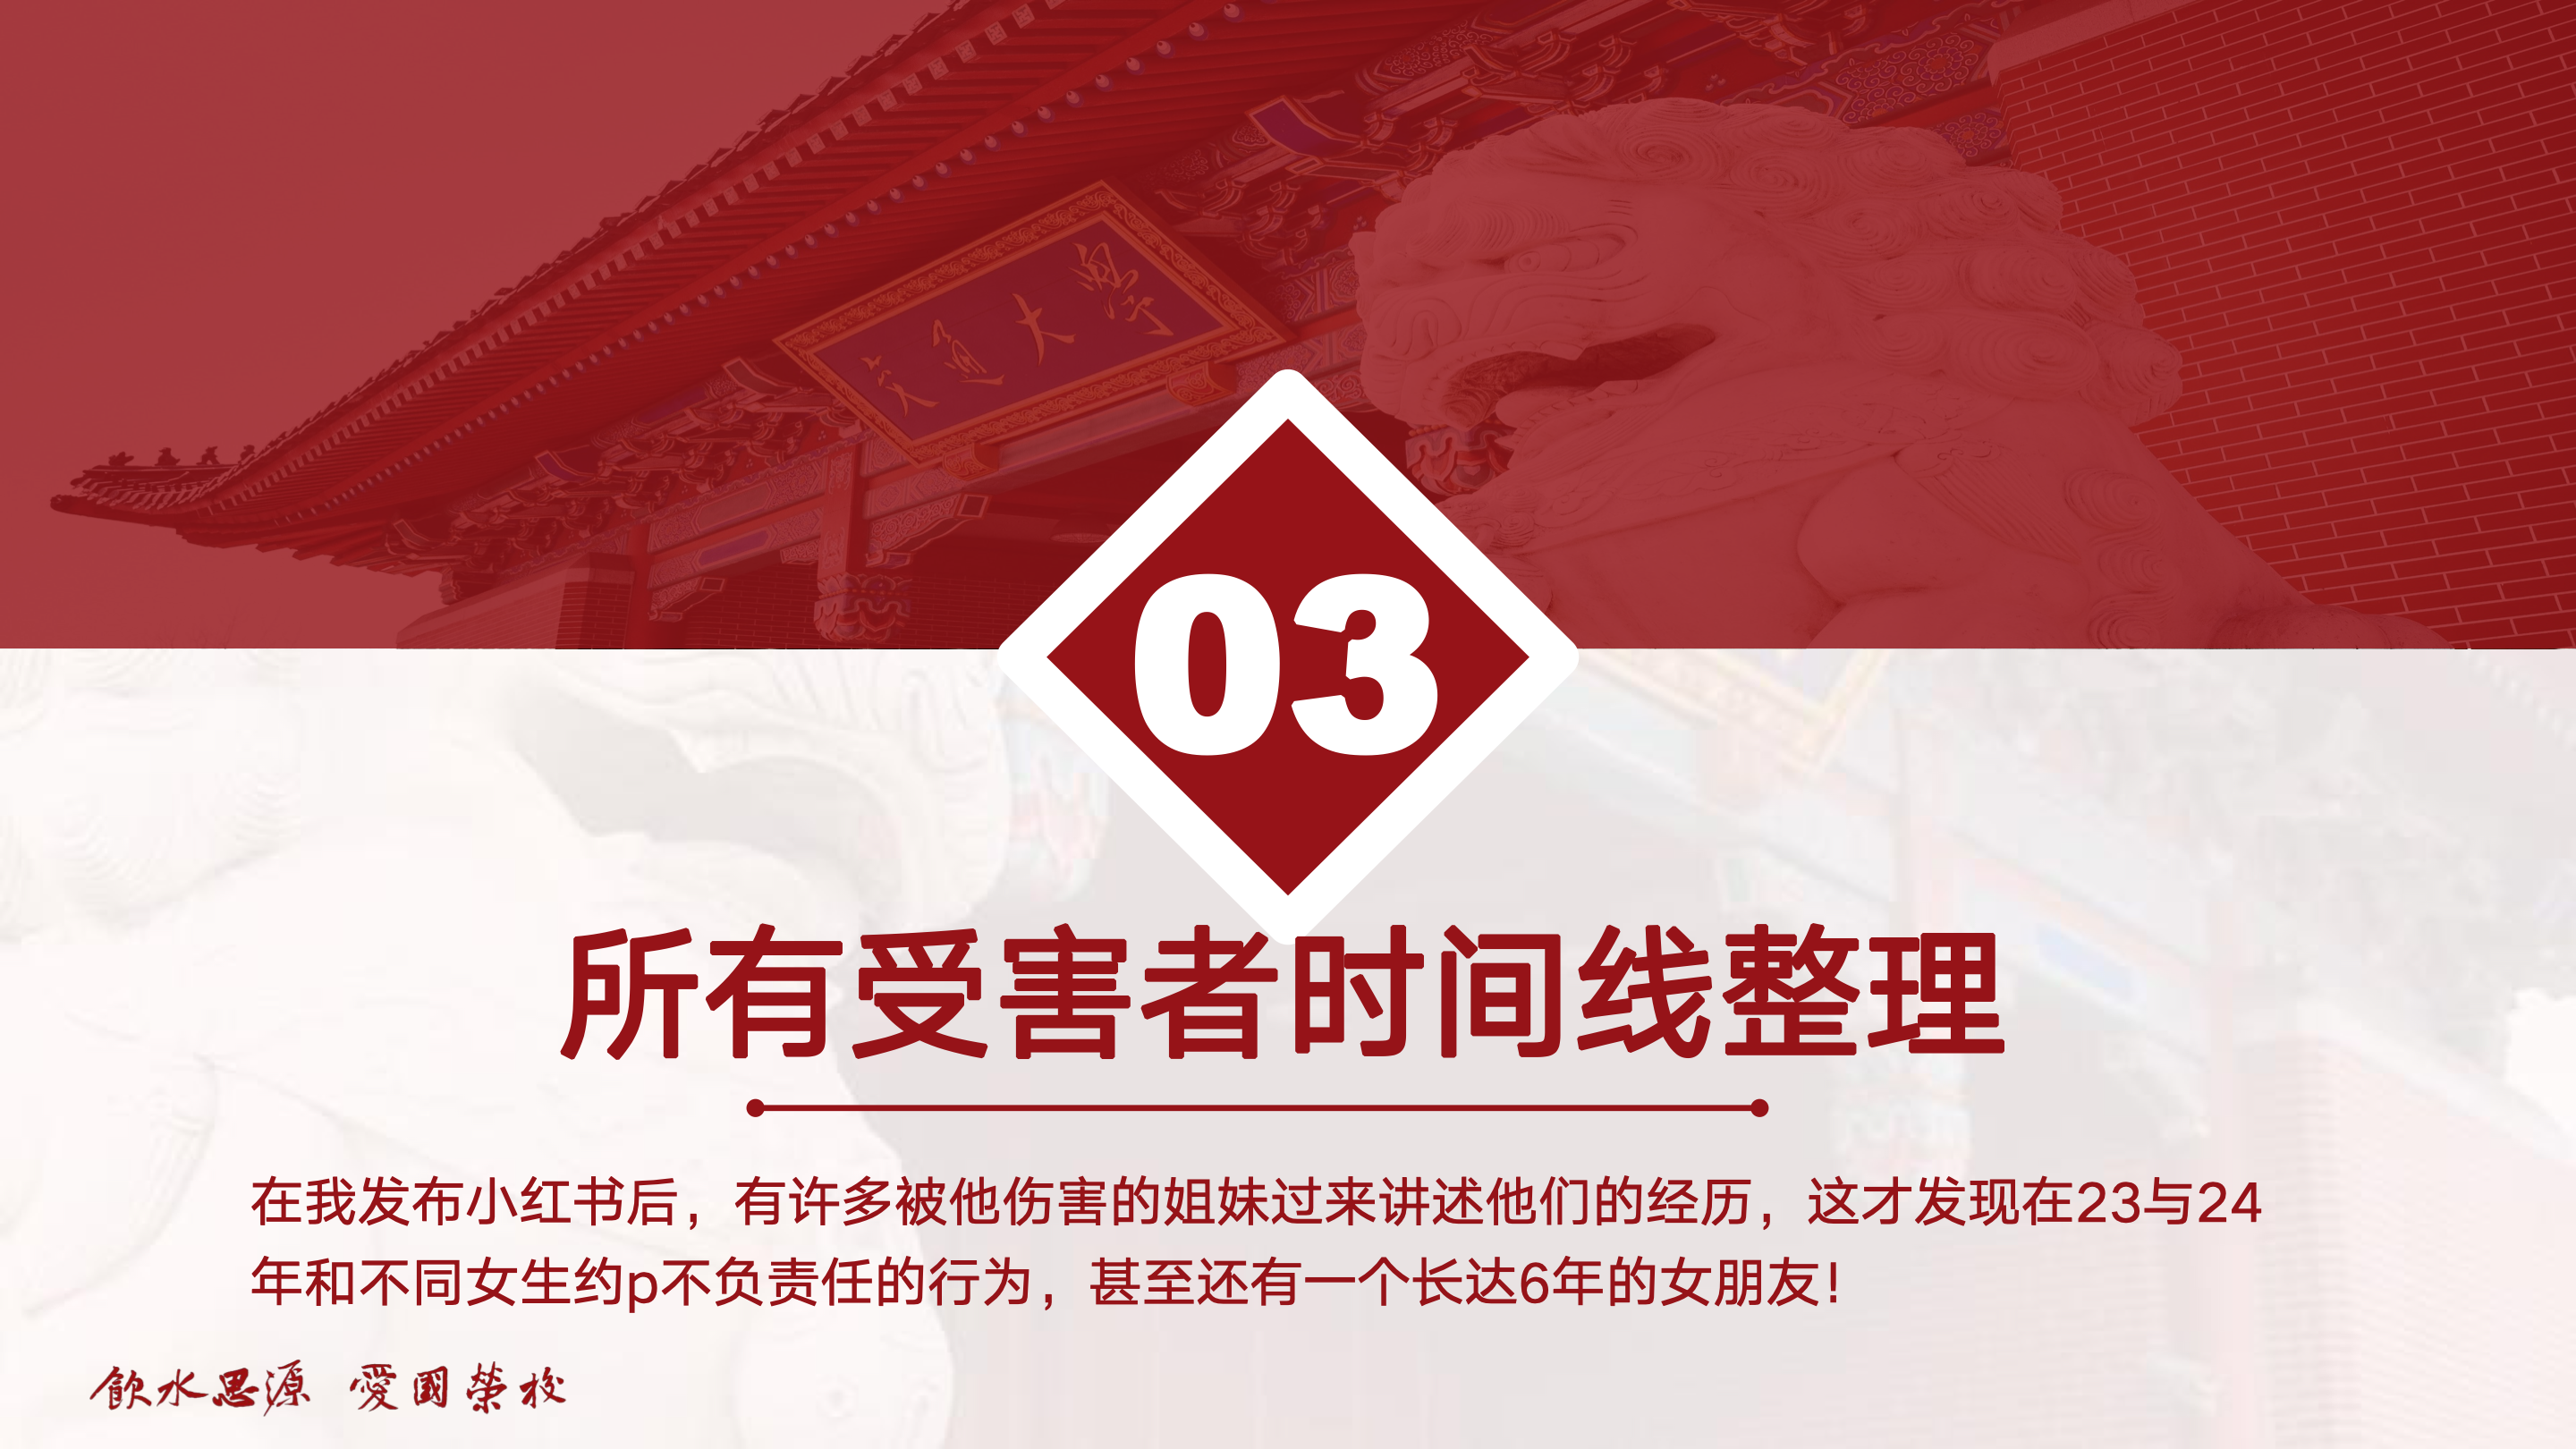 交通大學
03
所有受害者时间线整理
在我发布小红书后，有许多被他伤害的姐妹过来讲述他们的经历，这才发现在23与24
年和不同女生约p不负责任的行为，甚至还有一个长达6年的女朋友！
飲水思源 愛國榮校